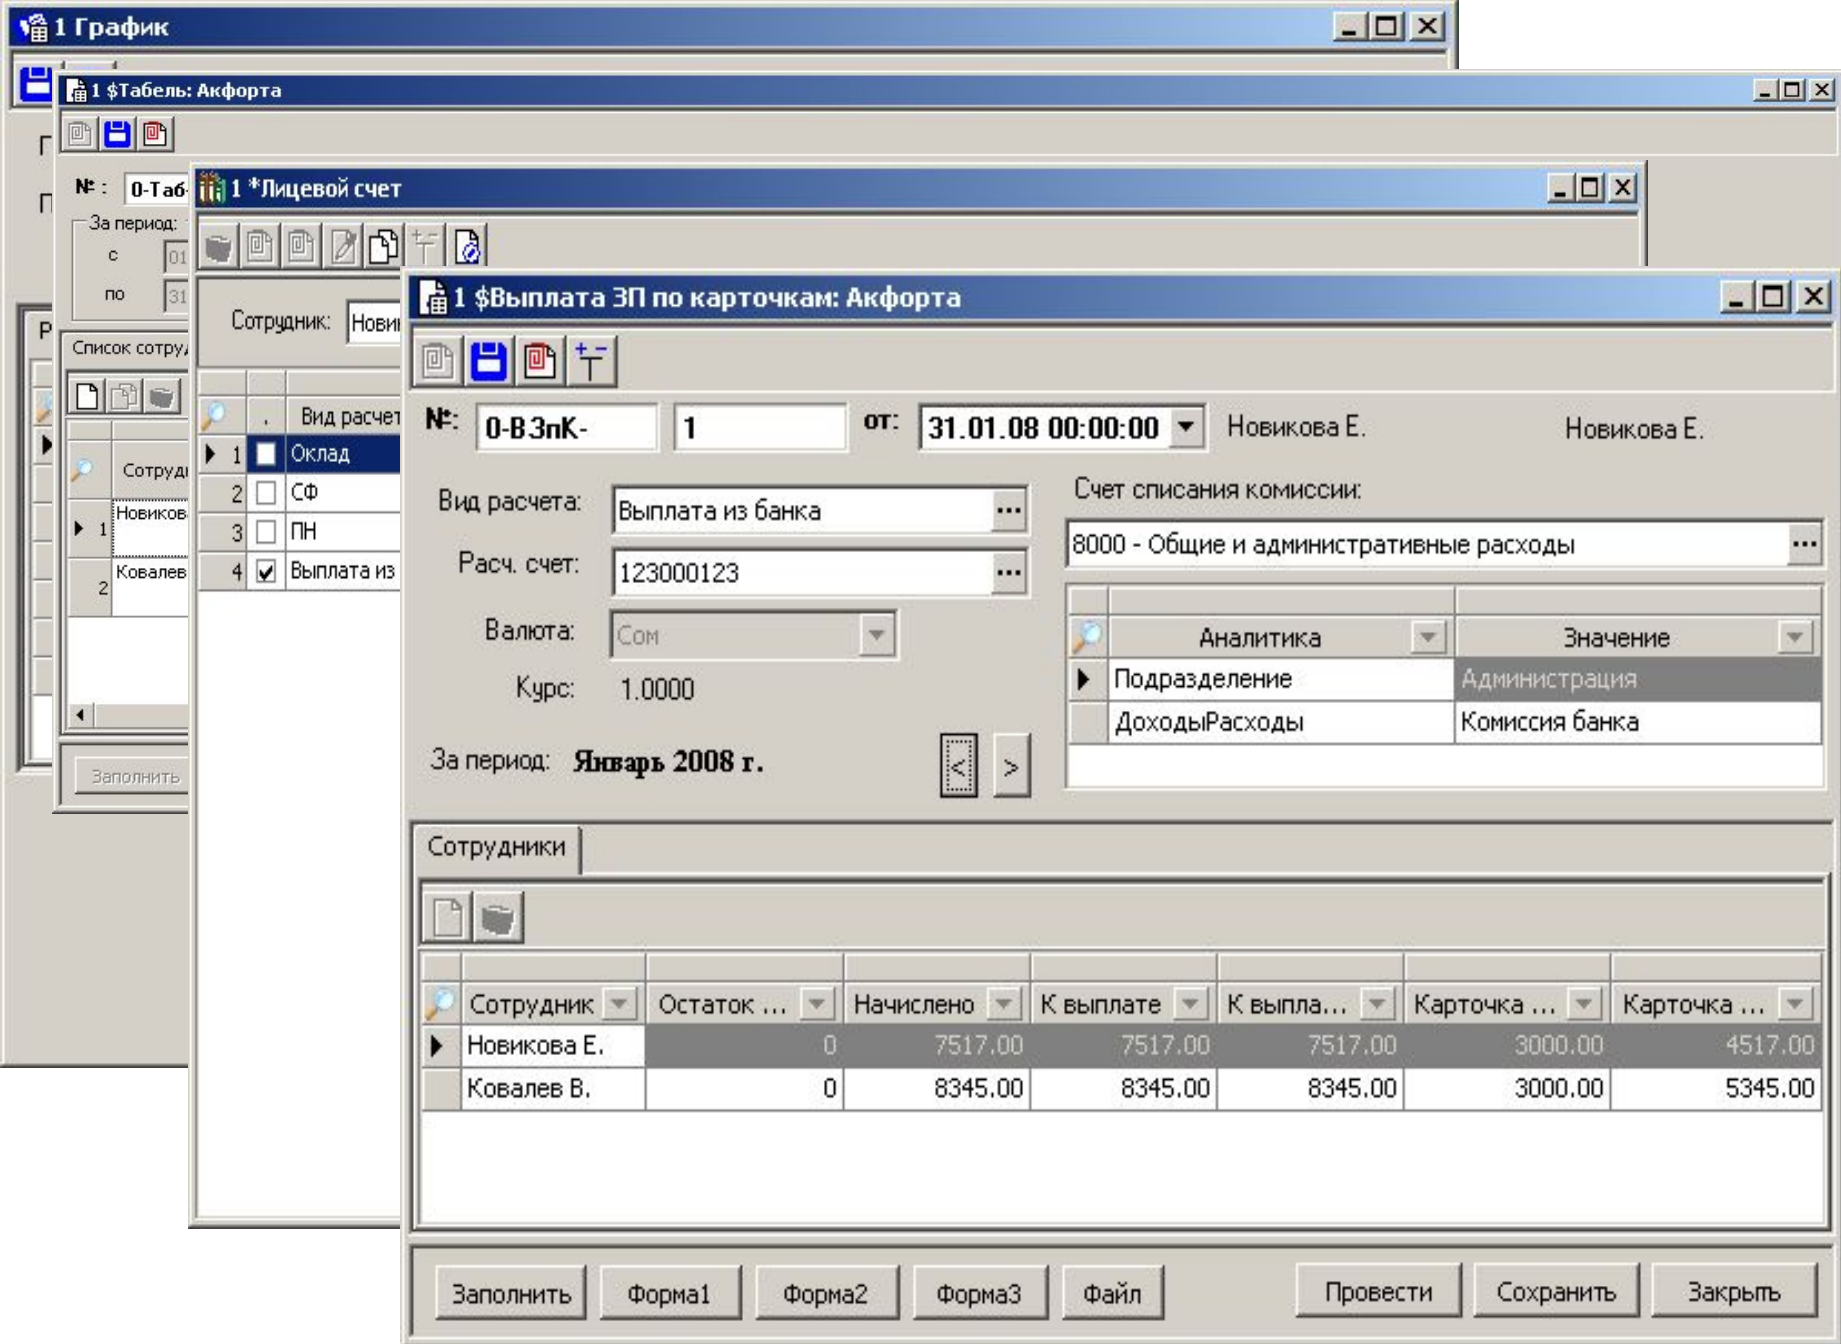 1 График
1 $Табель: Акфорта
№ : 0-Таб-
За период:
с 01
по 31
Список сотру
Сотруд
1 Новиков
2 Ковалев
Заполнить
1 *Лицевой счет
Сотрудник: Нови
. Вид расчет
1 Оклад
2 СФ
3 ПН
4 Выплата из
1 $Выплата ЗП по карточкам: Акфорта
№: 0-ВЗпК- 1 от: 31.01.08 00:00:00 Новикова Е. Новикова Е.
Вид расчета: Выплата из банка ...
Счет списания комиссии:
8000 - Общие и административные расходы ...
Расч. счет: 123000123 ...
Валюта: Сом
Курс: 1.0000
За период: Январь 2008 г. < >
Аналитика Значение
Подразделение Администрация
ДоходыРасходы Комиссия банка
Сотрудники
Сотрудник Остаток ... Начислено К выплате К выпла... Карточка ... Карточка ...
Новикова Е. 0 7517.00 7517.00 7517.00 3000.00 4517.00
Ковалев В. 0 8345.00 8345.00 8345.00 3000.00 5345.00
Заполнить Форма1 Форма2 Форма3 Файл Провести Сохранить Закрыть